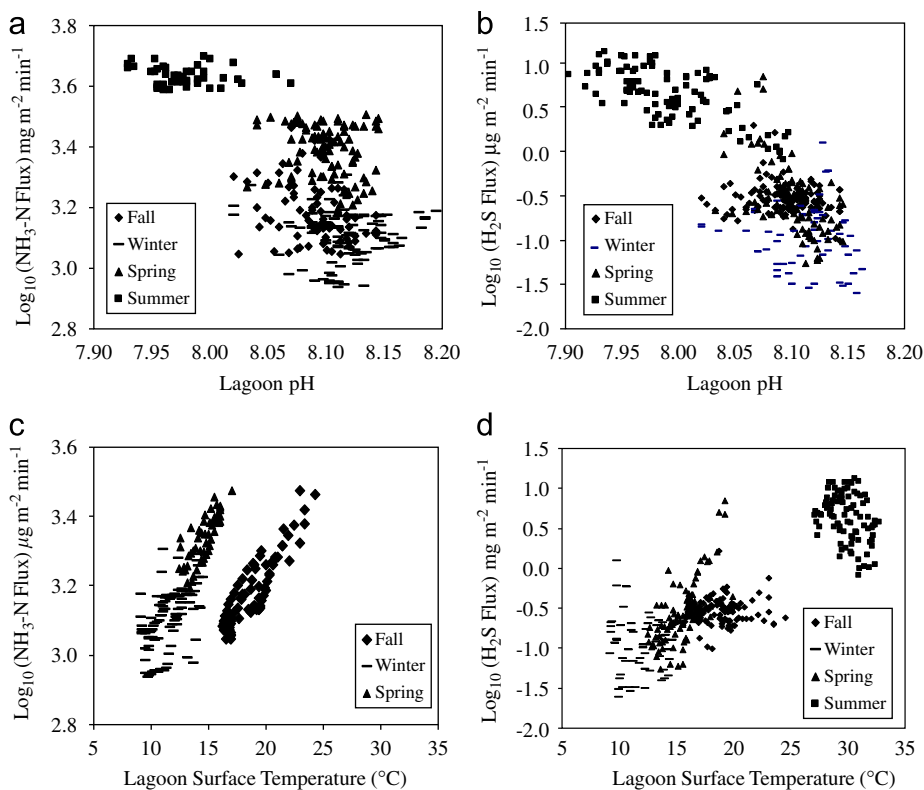 a
3.8
3.6
3.4
3.2
3.0
2.8
7.90 7.95 8.00 8.05 8.10 8.15 8.20
Log10 (NH3-N Flux) mg m-2 min-1
Lagoon pH
Fall
Winter
Spring
Summer
b
1.5
1.0
0.5
0.0
-0.5
-1.0
-1.5
-2.0
7.90 7.95 8.00 8.05 8.10 8.15 8.20
Log10 (H2S Flux) µg m-2 min-1
Lagoon pH
Fall
Winter
Spring
Summer
c
3.6
3.4
3.2
3.0
2.8
5 10 15 20 25 30 35
Log10 (NH3-N Flux) µg m-2 min-1
Lagoon Surface Temperature (°C)
Fall
Winter
Spring
d
1.5
1.0
0.5
0.0
-0.5
-1.0
-1.5
-2.0
5 10 15 20 25 30 35
Log10 (H2S Flux) mg m-2 min-1
Lagoon Surface Temperature (°C)
Fall
Winter
Spring
Summer